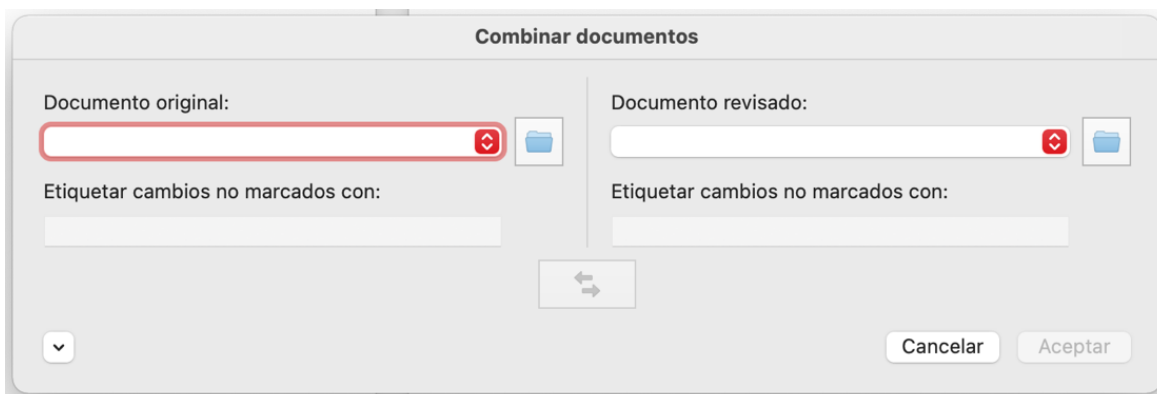 Combinar documentos
Documento original:
Documento revisado:
Etiquetar cambios no marcados con:
Etiquetar cambios no marcados con:
Cancelar
Aceptar